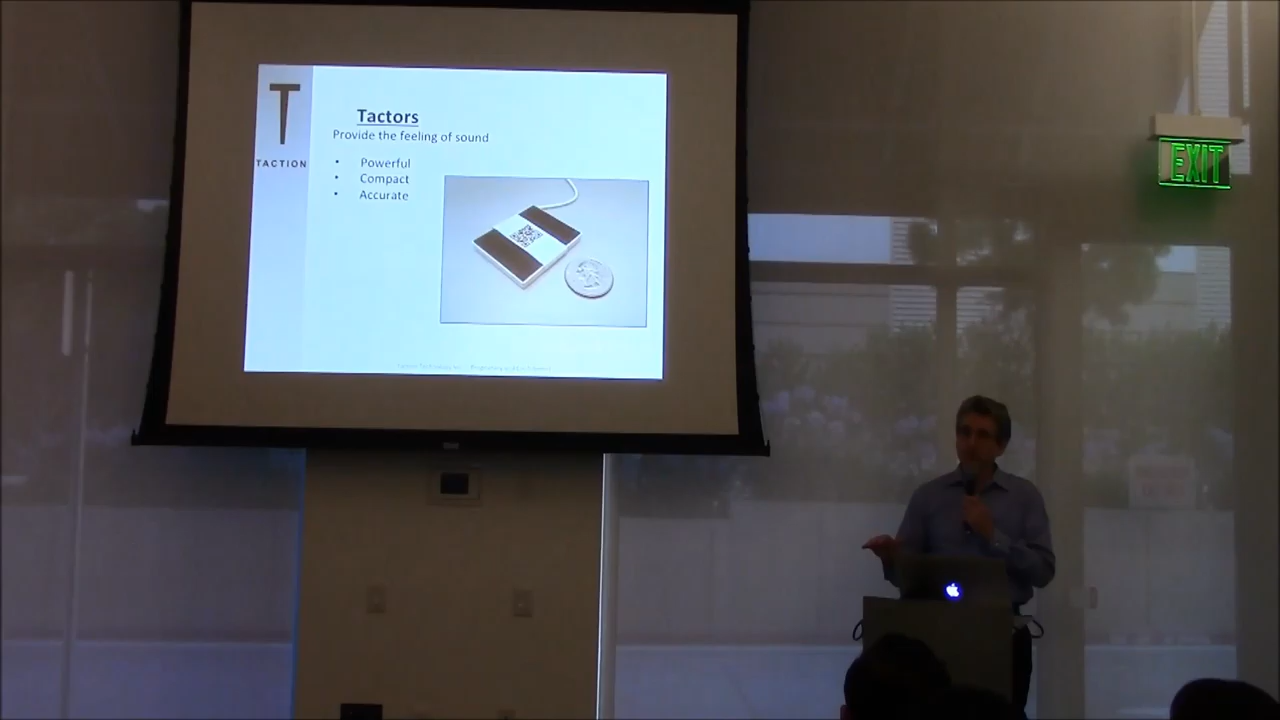 T
TACTION
Tactors
Provide the feeling of sound
• Powerful
• Compact
• Accurate
EXIT